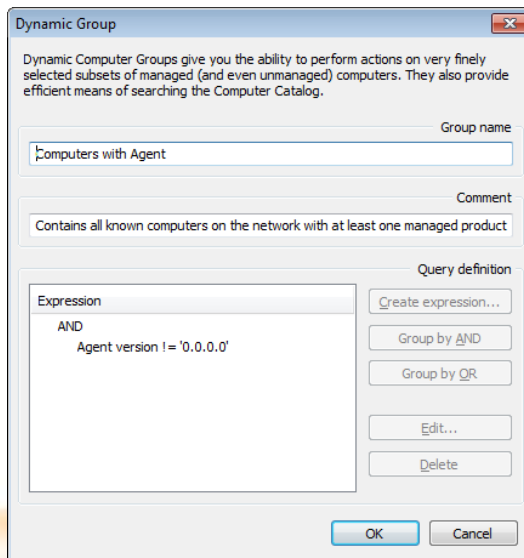 Dynamic Group
Dynamic Computer Groups give you the ability to perform actions on very finely
selected subsets of managed (and even unmanaged) computers. They also provide
efficient means of searching the Computer Catalog.
Group name
Computers with Agent
Comment
Contains all known computers on the network with at least one managed product
Query definition
Expression
AND
Agent version != '0.0.0.0'
Create expression...
Group by AND
Group by OR
Edit...
Delete
OK
Cancel